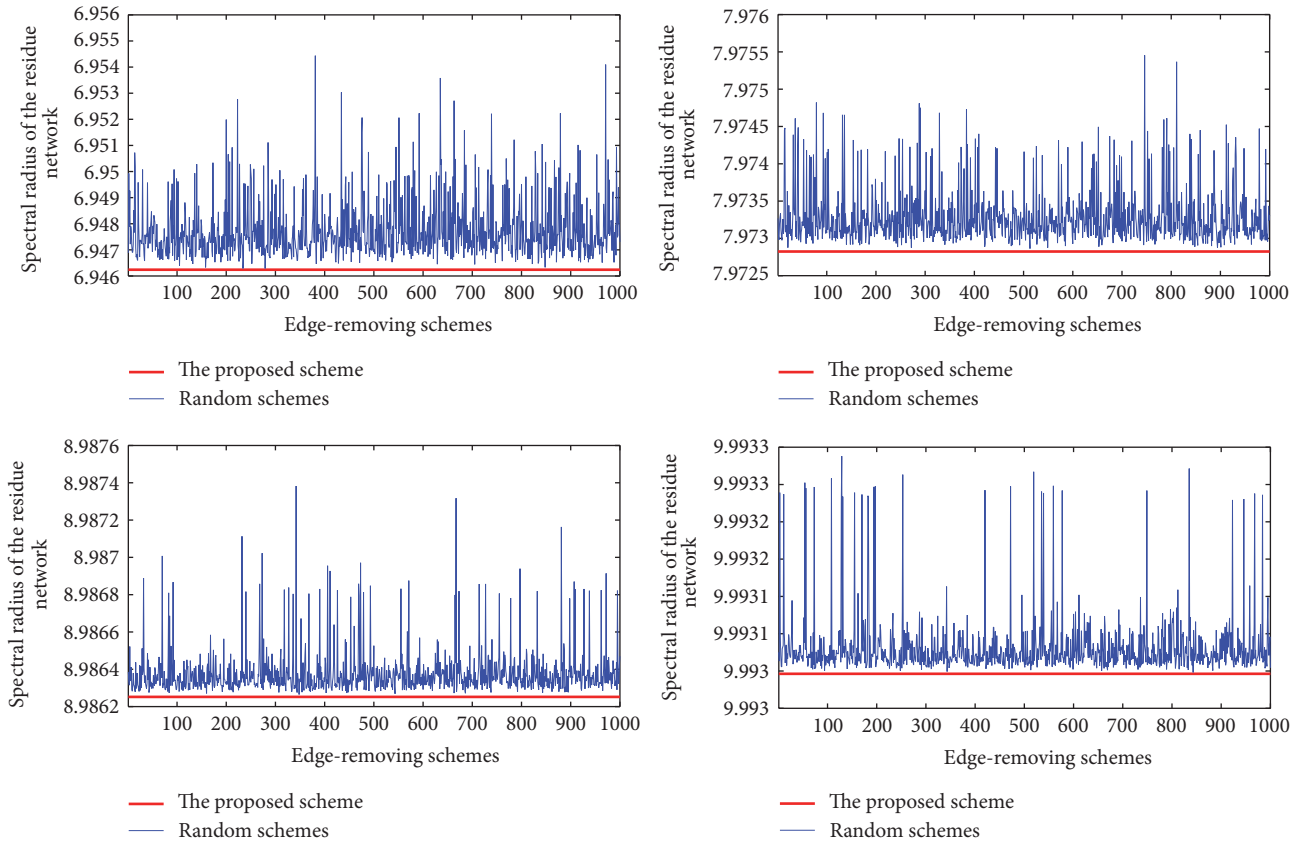 Spectral radius of the residue
network
6.956
6.955
6.954
6.953
6.952
6.951
6.95
6.949
6.948
6.947
6.946
100 200 300 400 500 600 700 800 900 1000
Edge-removing schemes
The proposed scheme
Random schemes
Spectral radius of the residue
network
7.976
7.9755
7.975
7.9745
7.974
7.9735
7.973
7.9725
100 200 300 400 500 600 700 800 900 1000
Edge-removing schemes
The proposed scheme
Random schemes
Spectral radius of the residue
network
8.9876
8.9874
8.9872
8.987
8.9868
8.9866
8.9864
8.9862
100 200 300 400 500 600 700 800 900 1000
Edge-removing schemes
The proposed scheme
Random schemes
Spectral radius of the residue
network
9.9933
9.9933
9.9932
9.9932
9.9931
9.9931
9.993
9.993
100 200 300 400 500 600 700 800 900 1000
Edge-removing schemes
The proposed scheme
Random schemes